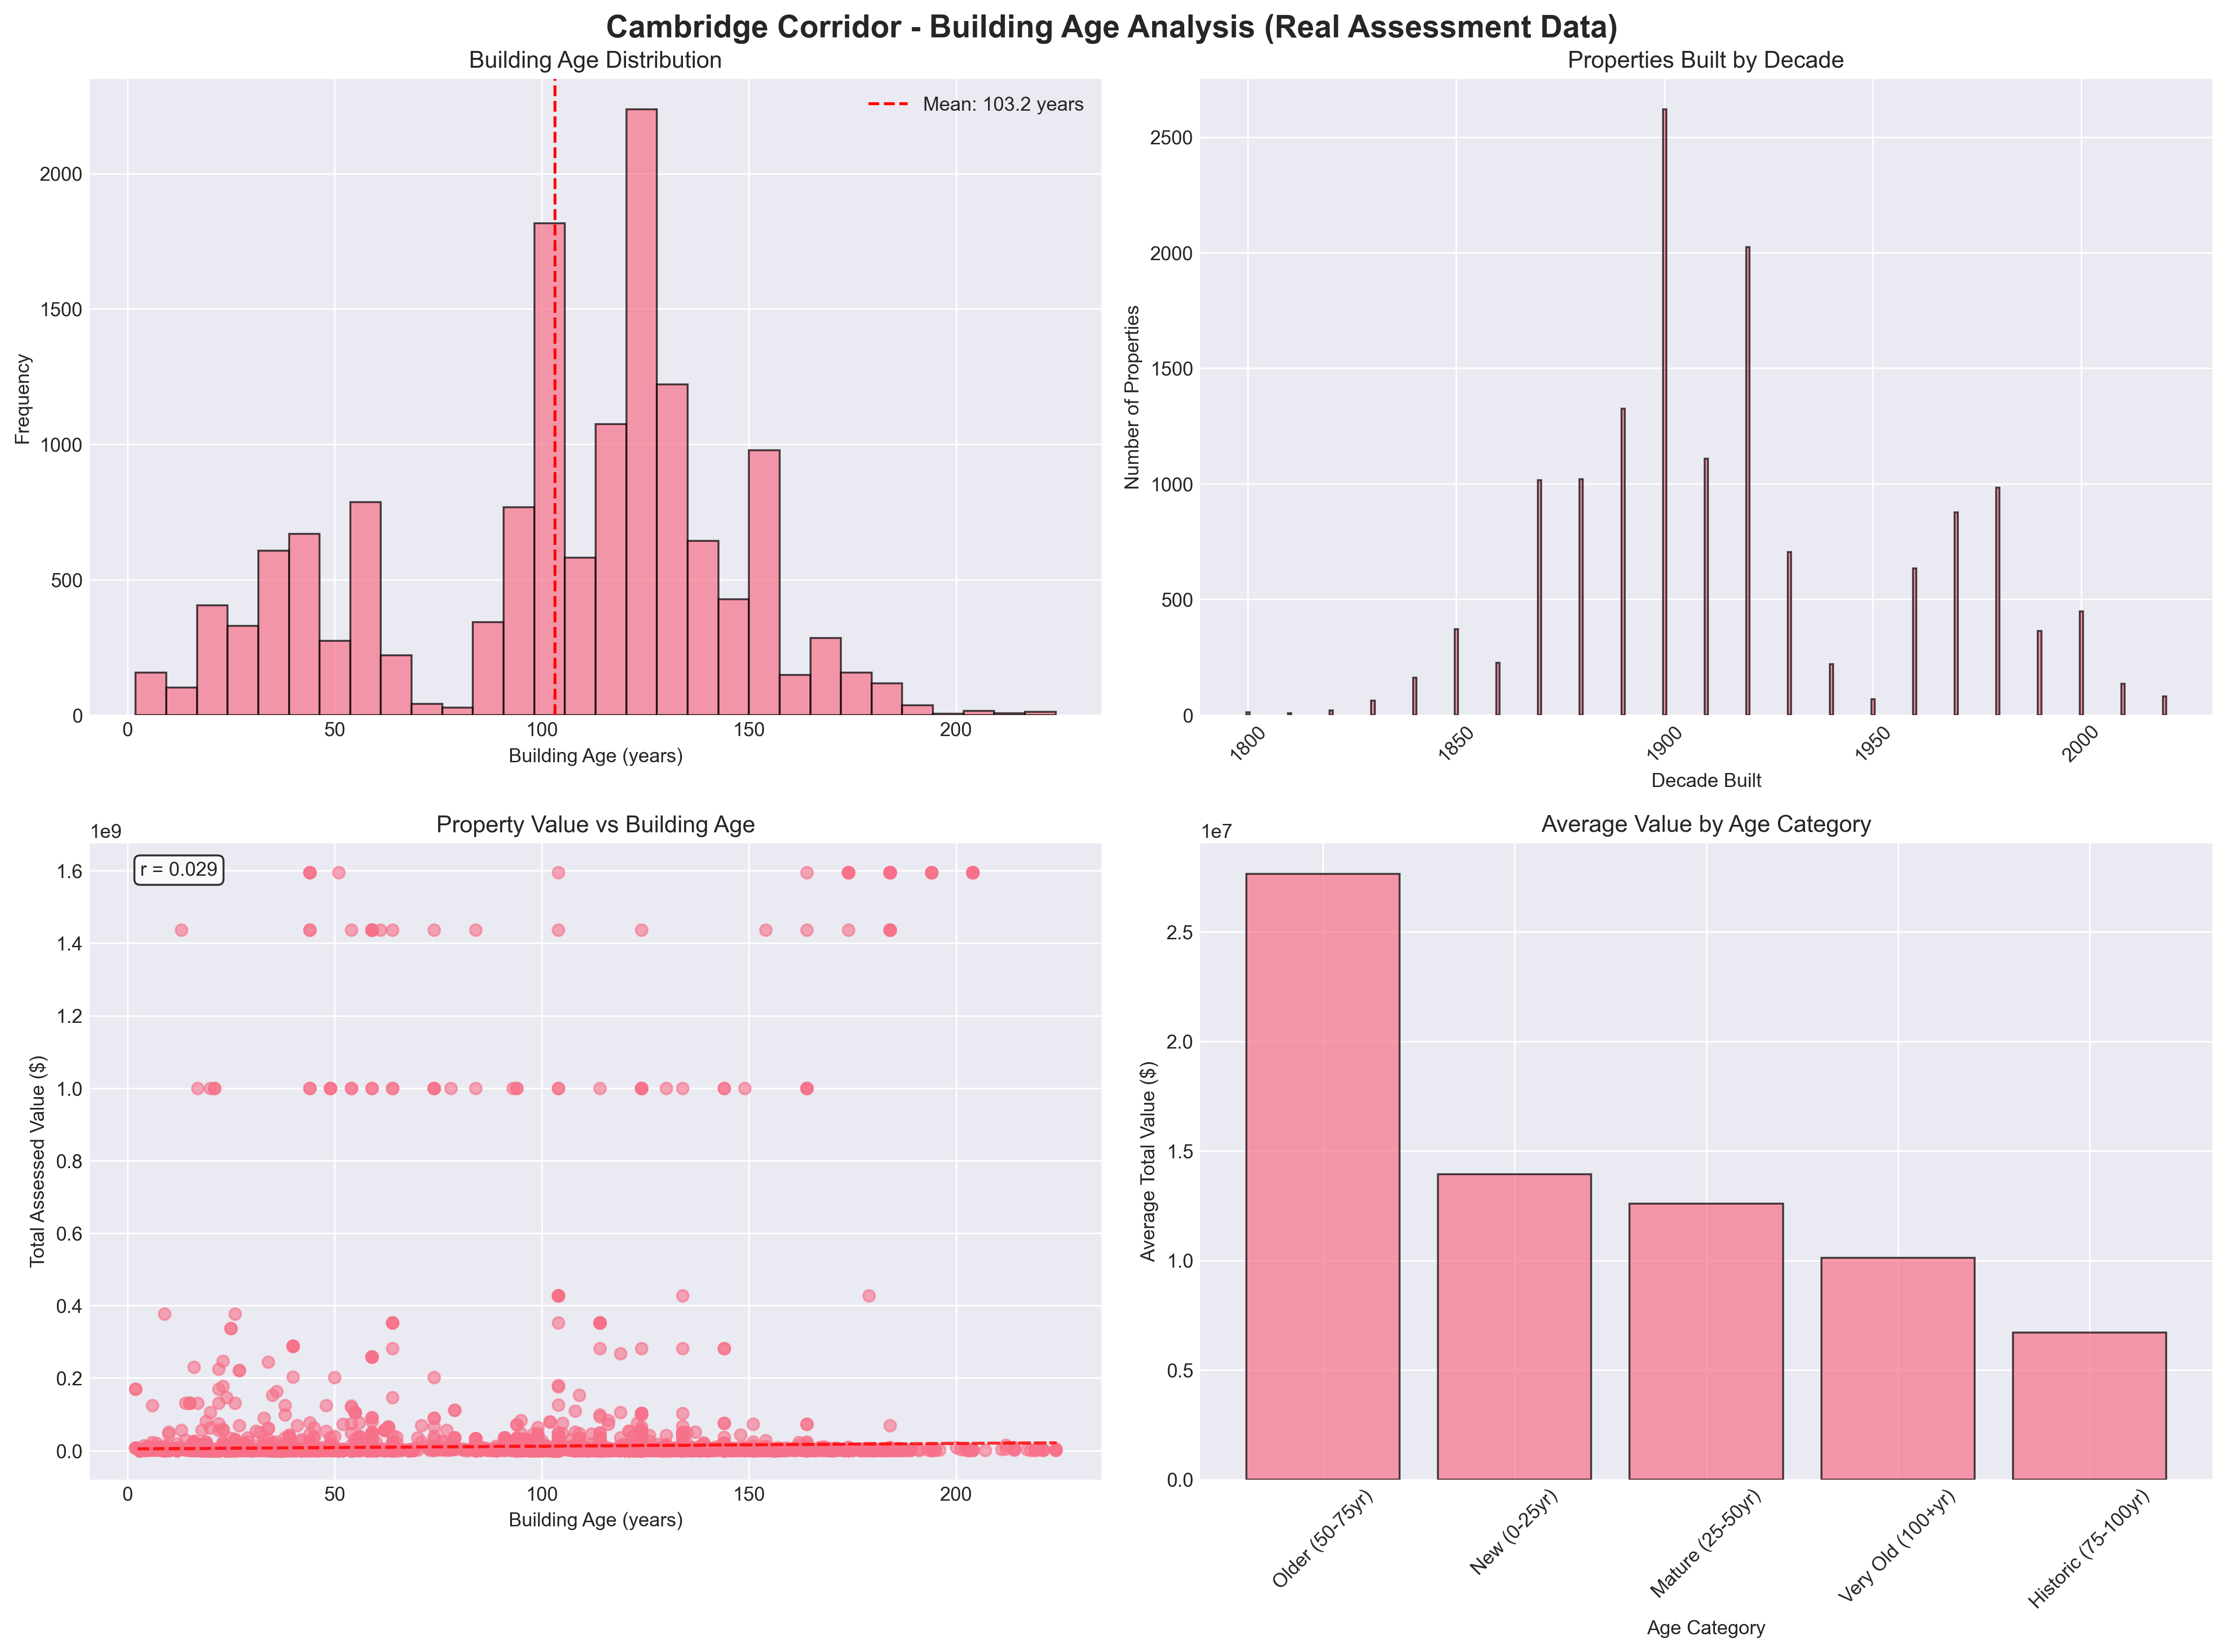 Cambridge Corridor - Building Age Analysis (Real Assessment Data)
Building Age Distribution
Mean: 103.2 years
Frequency
2000
1500
1000
500
0
0 50 100 150 200
Building Age (years)
Properties Built by Decade
Number of Properties
2500
2000
1500
1000
500
0
1800 1850 1900 1950 2000
Decade Built
Property Value vs Building Age
1e9
r = 0.029
Total Assessed Value ($)
1.6
1.4
1.2
1.0
0.8
0.6
0.4
0.2
0.0
0 50 100 150 200
Building Age (years)
Average Value by Age Category
1e7
Average Total Value ($)
2.5
2.0
1.5
1.0
0.5
0.0
Older (50-75yr)
New (0-25yr)
Mature (25-50yr)
Very Old (100+yr)
Historic (75-100yr)
Age Category